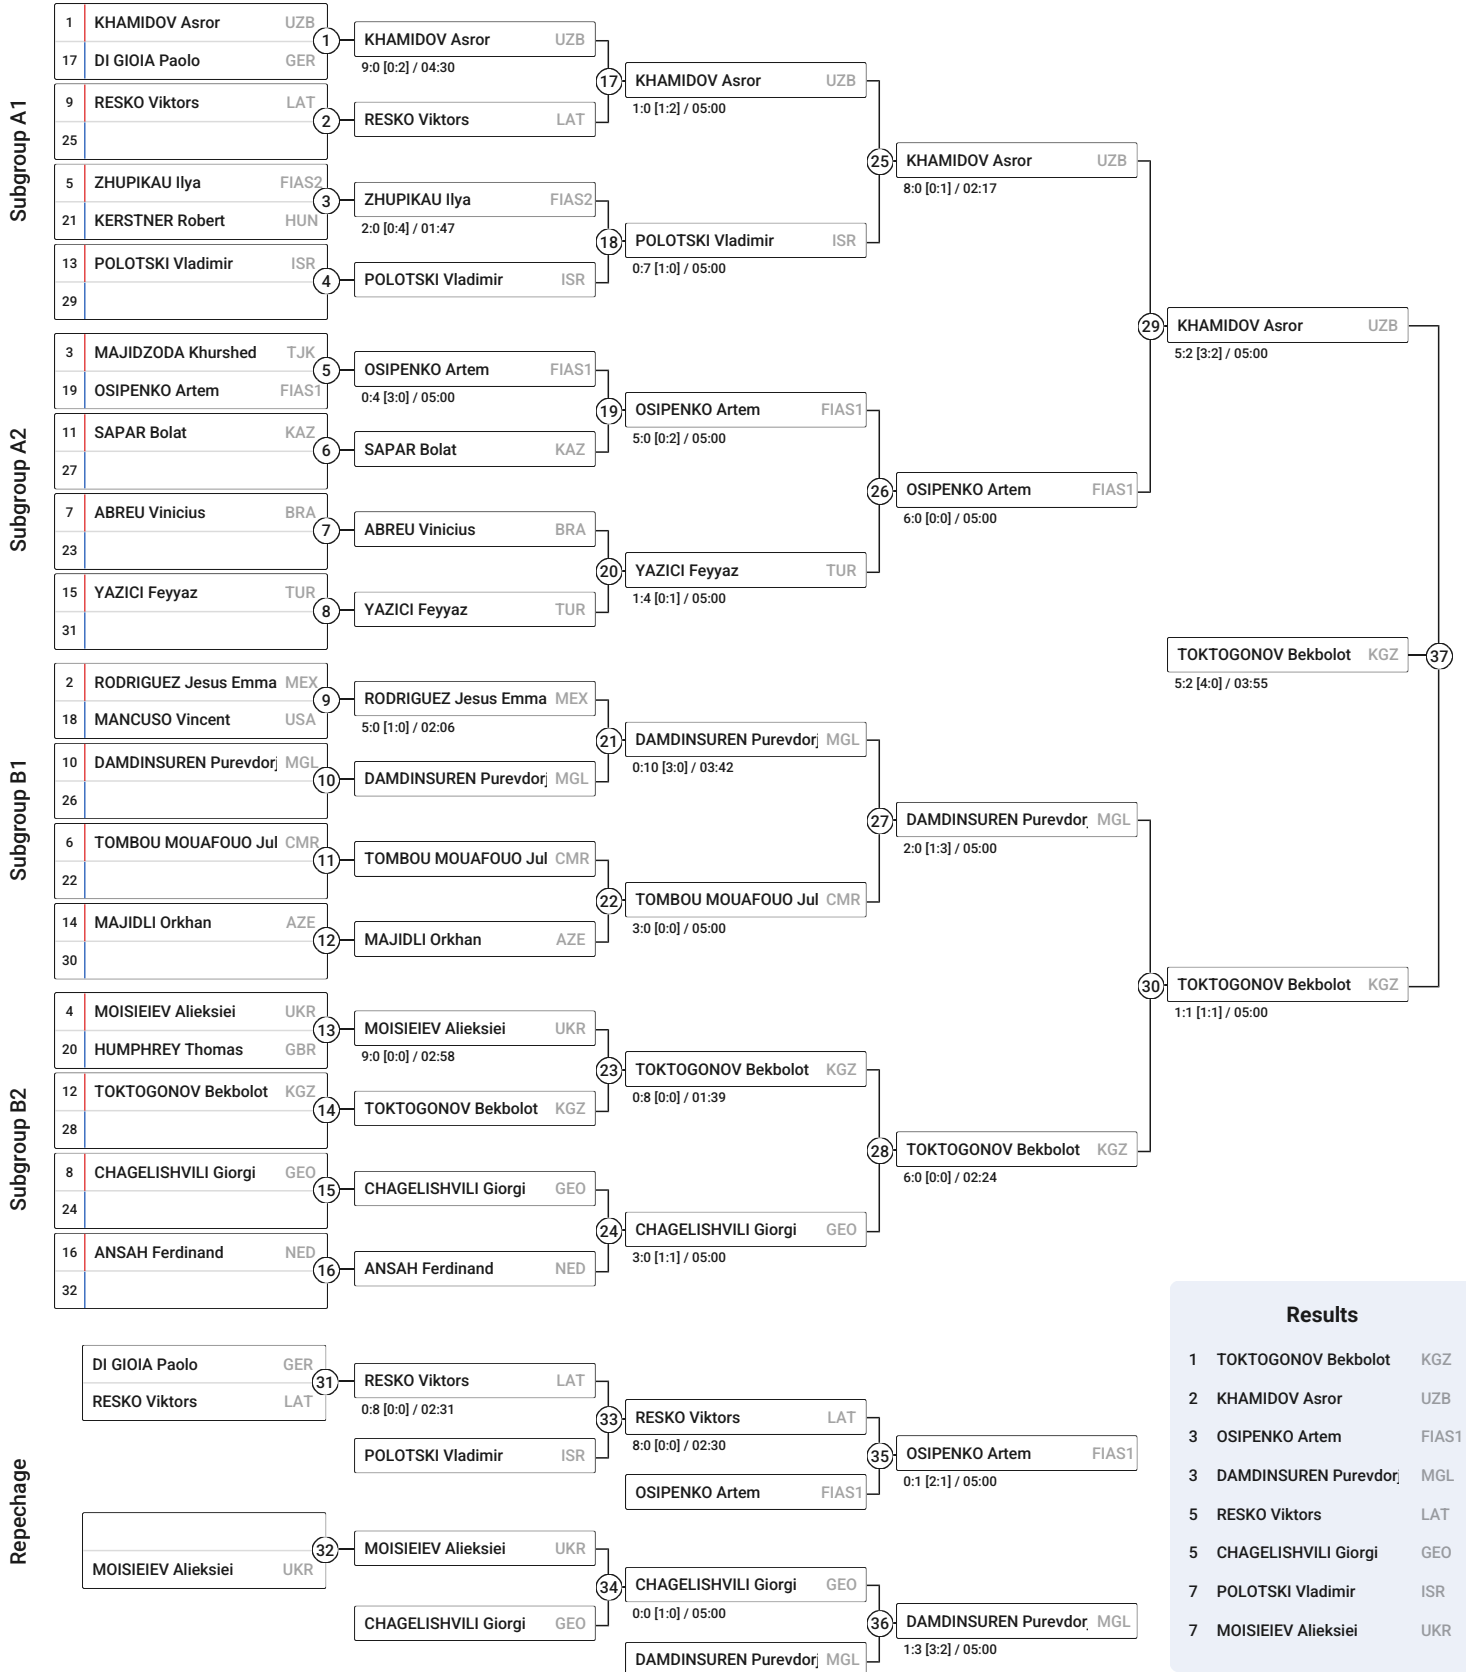 Subgroup A1
1 KHAMIDOV Asror UZB
17 DI GIOIA Paolo GER
1
9 RESKO Viktors LAT
25
2
5 ZHUPIKAU Ilya FIAS2
21 KERSTNER Robert HUN
3
13 POLOTSKI Vladimir ISR
29
4
KHAMIDOV Asror UZB
9:0 [0:2] / 04:30
RESKO Viktors LAT
17
ZHUPIKAU Ilya FIAS2
2:0 [0:4] / 01:47
POLOTSKI Vladimir ISR
18
KHAMIDOV Asror UZB
1:0 [1:2] / 05:00
POLOTSKI Vladimir ISR
0:7 [1:0] / 05:00
25
KHAMIDOV Asror UZB
8:0 [0:1] / 02:17
Subgroup A2
3 MAJIDZODA Khurshed TJK
19 OSIPENKO Artem FIAS1
5
11 SAPAR Bolat KAZ
27
6
7 ABREU Vinicius BRA
23
7
15 YAZICI Feyyaz TUR
31
8
OSIPENKO Artem FIAS1
0:4 [3:0] / 05:00
SAPAR Bolat KAZ
19
ABREU Vinicius BRA
YAZICI Feyyaz TUR
20
OSIPENKO Artem FIAS1
5:0 [0:2] / 05:00
YAZICI Feyyaz TUR
1:4 [0:1] / 05:00
26
OSIPENKO Artem FIAS1
6:0 [0:0] / 05:00
29
KHAMIDOV Asror UZB
5:2 [3:2] / 05:00
Subgroup B1
2 RODRIGUEZ Jesus Emma MEX
18 MANCUSO Vincent USA
9
10 DAMDINSUREN Purevdorj MGL
26
10
6 TOMBOU MOUAFOUO Jul CMR
22
11
14 MAJIDLI Orkhan AZE
30
12
RODRIGUEZ Jesus Emma MEX
5:0 [1:0] / 02:06
DAMDINSUREN Purevdorj MGL
21
TOMBOU MOUAFOUO Jul CMR
MAJIDLI Orkhan AZE
22
DAMDINSUREN Purevdorj MGL
0:10 [3:0] / 03:42
TOMBOU MOUAFOUO Jul CMR
3:0 [0:0] / 05:00
27
DAMDINSUREN Purevdor MGL
2:0 [1:3] / 05:00
Subgroup B2
4 MOISIEIEV Alieksiei UKR
20 HUMPHREY Thomas GBR
13
12 TOKTOGONOV Bekbolot KGZ
28
14
8 CHAGELISHVILI Giorgi GEO
24
15
16 ANSAH Ferdinand NED
32
16
MOISIEIEV Alieksiei UKR
9:0 [0:0] / 02:58
TOKTOGONOV Bekbolot KGZ
23
CHAGELISHVILI Giorgi GEO
ANSAH Ferdinand NED
24
TOKTOGONOV Bekbolot KGZ
0:8 [0:0] / 01:39
CHAGELISHVILI Giorgi GEO
3:0 [1:1] / 05:00
28
TOKTOGONOV Bekbolot KGZ
6:0 [0:0] / 02:24
30
TOKTOGONOV Bekbolot KGZ
1:1 [1:1] / 05:00
TOKTOGONOV Bekbolot KGZ
37
5:2 [4:0] / 03:55
Repechage
DI GIOIA Paolo GER
RESKO Viktors LAT
31
RESKO Viktors LAT
0:8 [0:0] / 02:31
POLOTSKI Vladimir ISR
33
RESKO Viktors LAT
8:0 [0:0] / 02:30
OSIPENKO Artem FIAS1
35
OSIPENKO Artem FIAS1
0:1 [2:1] / 05:00
MOISIEIEV Alieksiei UKR
32
MOISIEIEV Alieksiei UKR
CHAGELISHVILI Giorgi GEO
34
CHAGELISHVILI Giorgi GEO
0:0 [1:0] / 05:00
DAMDINSUREN Purevdorj MGL
36
DAMDINSUREN Purevdor MGL
1:3 [3:2] / 05:00
Results
1 TOKTOGONOV Bekbolot KGZ
2 KHAMIDOV Asror UZB
3 OSIPENKO Artem FIAS1
3 DAMDINSUREN Purevdorj MGL
5 RESKO Viktors LAT
5 CHAGELISHVILI Giorgi GEO
7 POLOTSKI Vladimir ISR
7 MOISIEIEV Alieksiei UKR